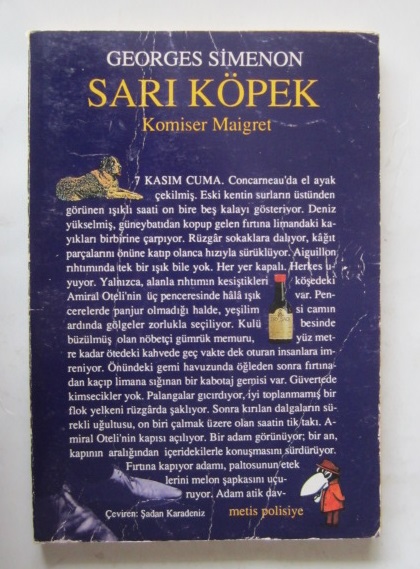 GEORGES SİMENON
SARI KÖPEK
Komiser Maigret
7 KASIM CUMA. Concarneau'da el ayak
çekilmiş. Eski kentin surların üstünden
görünen ışıklı saati on bire beş kalayı gösteriyor. Deniz
yükselmiş, güneybatıdan kopup gelen fırtına limandaki ka-
yıkları birbirine çarpıyor. Rüzgâr sokaklara dalıyor, kâğıt
parçalarını önüne katıp olanca hızıyla sürüklüyor. Aiguillon
rıhtımında tek bir ışık bile yok. Her yer kapalı. Herkes u-
yuyor. Yalnızca, alanla rıhtımın kesiştikleri köşedeki
Amiral Oteli'nin üç penceresinde hâlâ ışık var. Pen-
cerelerde panjur olmadığı halde, yeşilim si camın
ardında gölgeler zorlukla seçiliyor. Kulü besinde
büzülmüş olan nöbetçi gümrük memuru, yüz met-
re kadar ötedeki kahvede geç vakte dek oturan insanlara im-
reniyor. Önündeki gemi havuzunda öğleden sonra fırtına-
dan kaçıp limana sığınan bir kabotaj gemisi var. Güvertede
kimsecikler yok. Palangalar gıcırdıyor, iyi toplanmamış bir
flok yelkeni rüzgârda şaklıyor. Sonra kırılan dalgaların sü-
rekli uğultusu, on biri çalmak üzere olan saatin tik takı. A-
miral Oteli'nin kapısı açılıyor. Bir adam görünüyor; bir an,
kapının aralığından içeridekilerle konuşmasını sürdürüyor.
Fırtına kapıyor adamı, paltosunun etek
lerini melon şapkasını uçu-
ruyor. Adam atik dav-
Çeviren: Şadan Karadeniz
metis polisiye